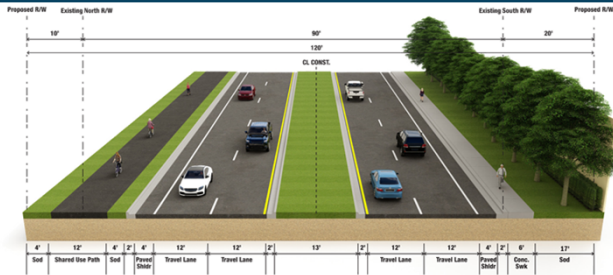 Proposed R/W
Existing North R/W
Existing South R/W
Proposed R/W
10'
90'
20'
120'
CL CONST.
4'
12'
4'
2'
4'
12'
12'
2'
13'
2'
12'
12'
4'
2'
6'
17'
Sod
Shared Use Path
Sod
Paved
Shldr
Travel Lane
Travel Lane
Travel Lane
Travel Lane
Paved
Shldr
Conc.
Swk
Sod